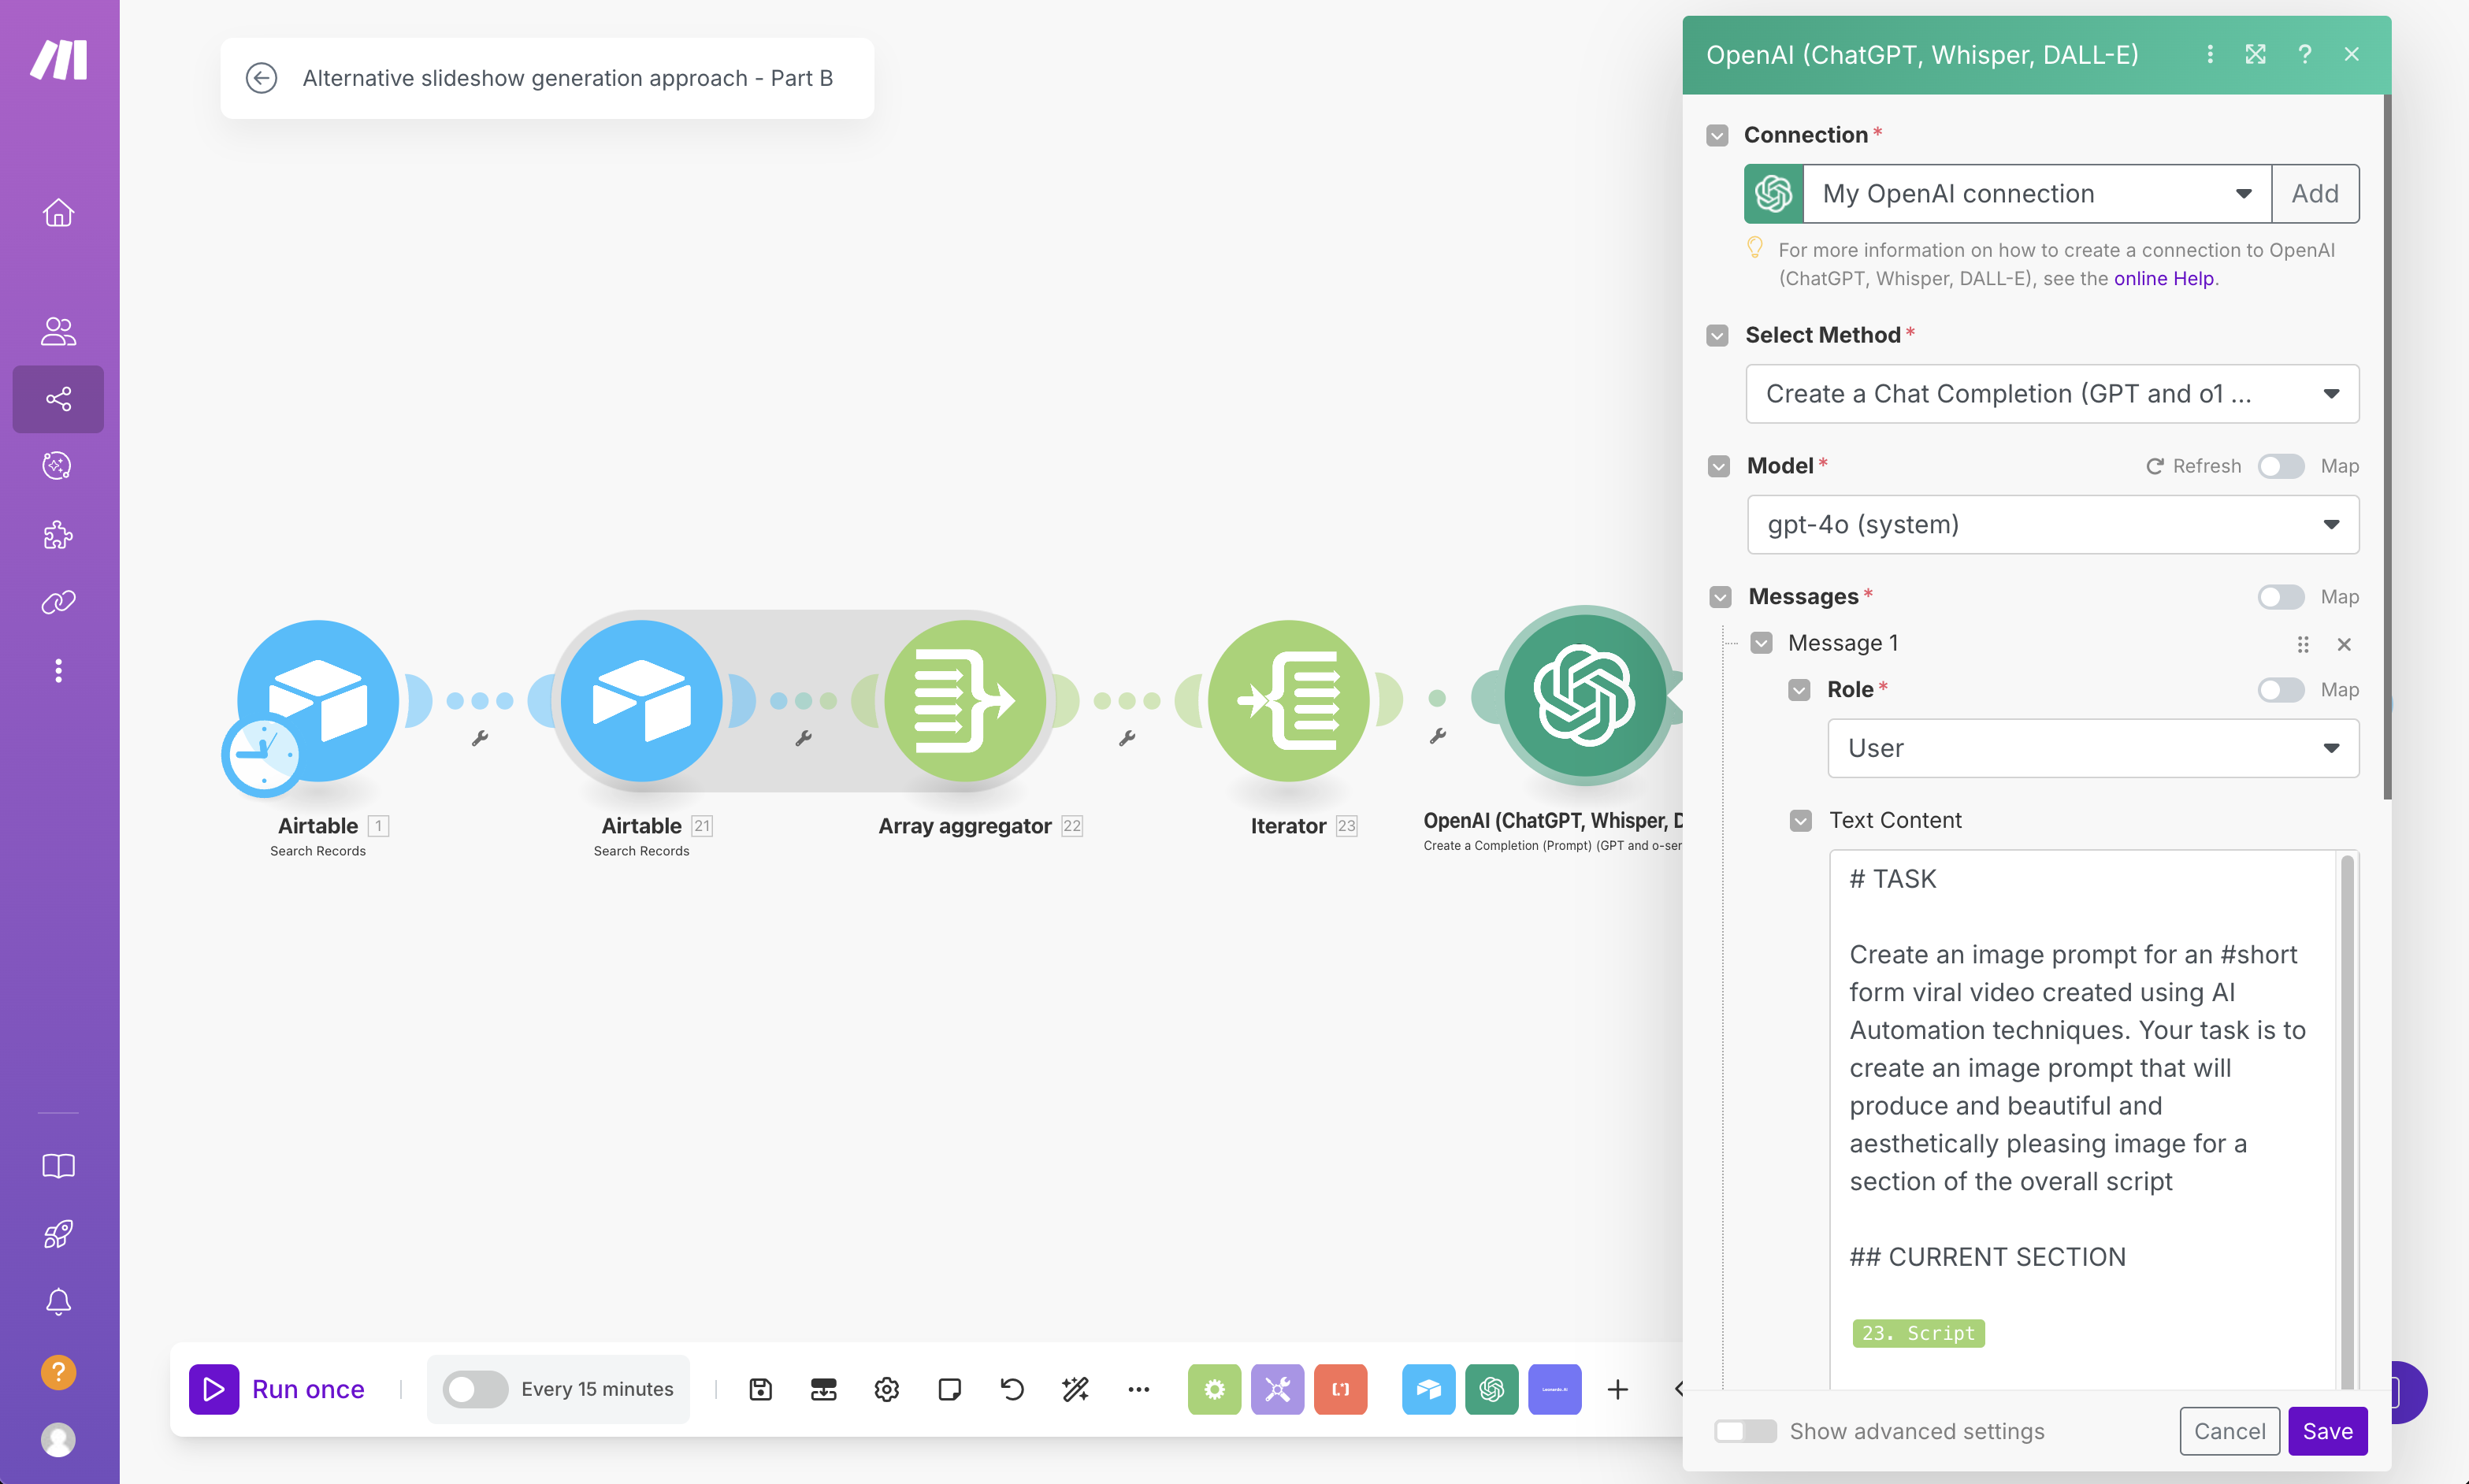 Alternative slideshow generation approach - Part B
Airtable 1
Search Records
Airtable 21
Search Records
Array aggregator 22
Iterator 23
OpenAI (ChatGPT, Whisper, D
Create a Completion (Prompt) (GPT and o-ser
Run once
Every 15 minutes
Leonardo.AI
OpenAI (ChatGPT, Whisper, DALL-E)
?
Connection *
My OpenAI connection
Add
For more information on how to create a connection to OpenAI
(ChatGPT, Whisper, DALL-E), see the online Help.
Select Method *
Create a Chat Completion (GPT and o1 ...
Model *
Refresh
Map
gpt-4o (system)
Messages *
Map
Message 1
Role *
Map
User
Text Content
# TASK
Create an image prompt for an #short
form viral video created using AI
Automation techniques. Your task is to
create an image prompt that will
produce and beautiful and
aesthetically pleasing image for a
section of the overall script
## CURRENT SECTION
23. Script
Show advanced settings
Cancel
Save
?